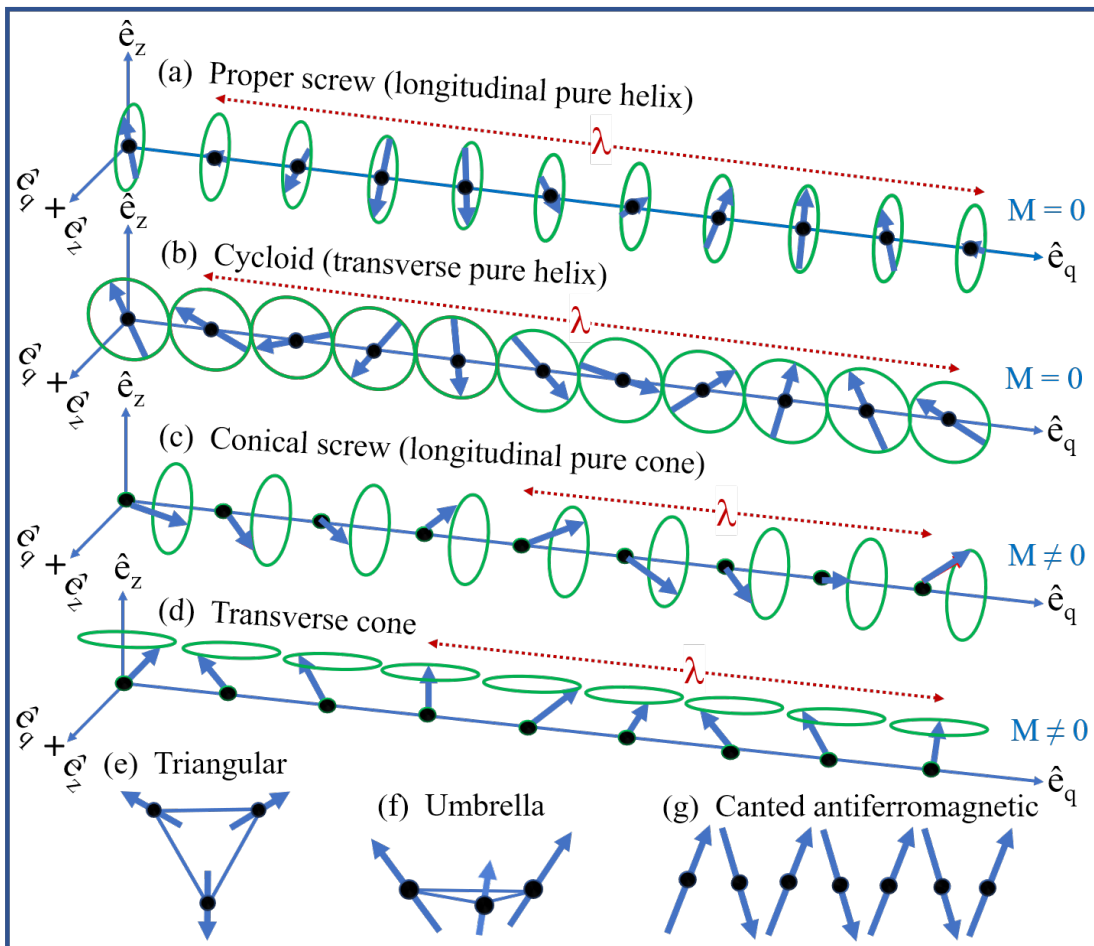 ê_z
(a) Proper screw (longitudinal pure helix)
λ
M = 0
ê_q
ê_q + ê_z
ê_z
(b) Cycloid (transverse pure helix)
λ
M = 0
ê_q
ê_q + ê_z
ê_z
(c) Conical screw (longitudinal pure cone)
λ
M ≠ 0
ê_q
ê_q + ê_z
ê_z
(d) Transverse cone
λ
M ≠ 0
ê_q
ê_q + ê_z
(e) Triangular
(f) Umbrella
(g) Canted antiferromagnetic